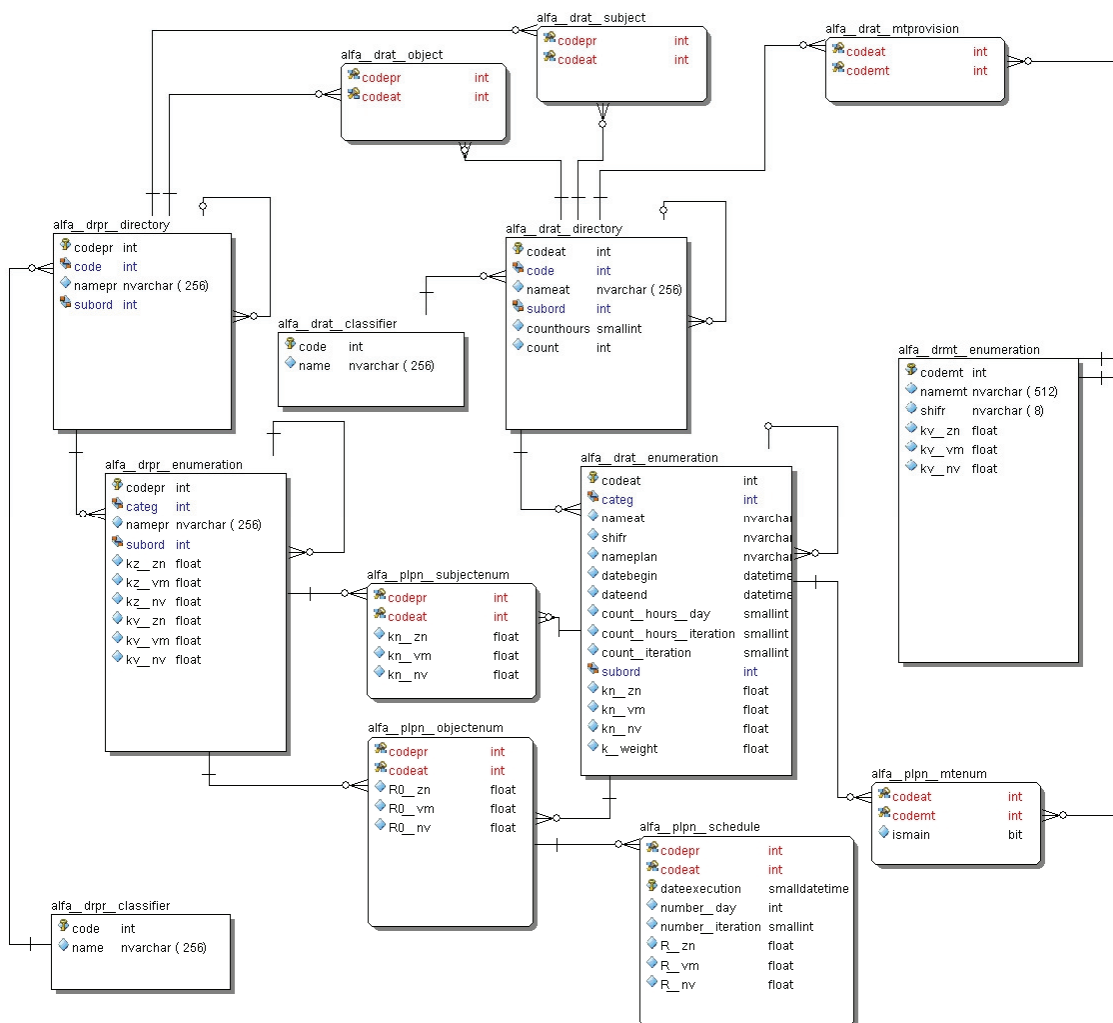 alfa__drat__subject
codepr int
codeat int
alfa__drat__mtprovision
codeat int
codemt int
alfa__drat__object
codepr int
codeat int
alfa__drpr__directory
codepr int
code int
namepr nvarchar ( 256)
subord int
alfa__drat__directory
codeat int
code int
nameat nvarchar ( 256)
subord int
counthours smallint
count int
alfa__drat__classifier
code int
name nvarchar ( 256)
alfa__drmt__enumeration
codemt int
namemt nvarchar ( 512)
shifr nvarchar ( 8)
kv__zn float
kv__vm float
kv__nv float
alfa__drpr__enumeration
codepr int
categ int
namepr nvarchar ( 256)
subord int
kz__zn float
kz__vm float
kz__nv float
kv__zn float
kv__vm float
kv__nv float
alfa__drat__enumeration
codeat int
categ int
nameat nvarchar
shifr nvarchar
nameplan nvarchar
datebegin datetime
dateend datetime
count__hours__day smallint
count__hours__iteration smallint
count__iteration smallint
subord int
kn__zn float
kn__vm float
kn__nv float
k__weight float
alfa__plpn__subjectenum
codepr int
codeat int
kn__zn float
kn__vm float
kn__nv float
alfa__plpn__objectenum
codepr int
codeat int
R0__zn float
R0__vm float
R0__nv float
alfa__plpn__mtenum
codeat int
codemt int
ismain bit
alfa__plpn__schedule
codepr int
codeat int
dateexecution smalldatetime
number__day int
number__iteration smallint
R__zn float
R__vm float
R__nv float
alfa__drpr__classifier
code int
name nvarchar ( 256)